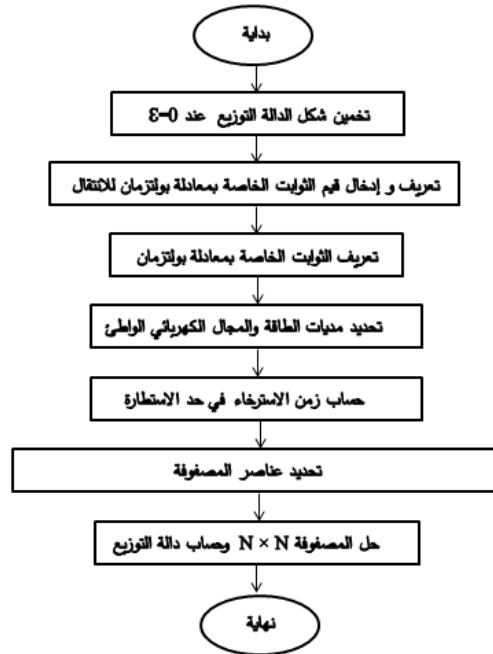 بداية
تخمين شكل الدالة التوزيع عند ε=0
تعريف و إدخال قيم الثوابت الخاصة بمعادلة بولتزمان للانتقال
تعريف الثوابت الخاصة بمعادلة بولتزمان
تحديد مديات الطاقة والمجال الكهربائي الواطئ
حساب زمن الاسترخاء في حد الاستطارة
تحديد عناصر المصفوفة
حل المصفوفة N × N وحساب دالة التوزيع
نهاية